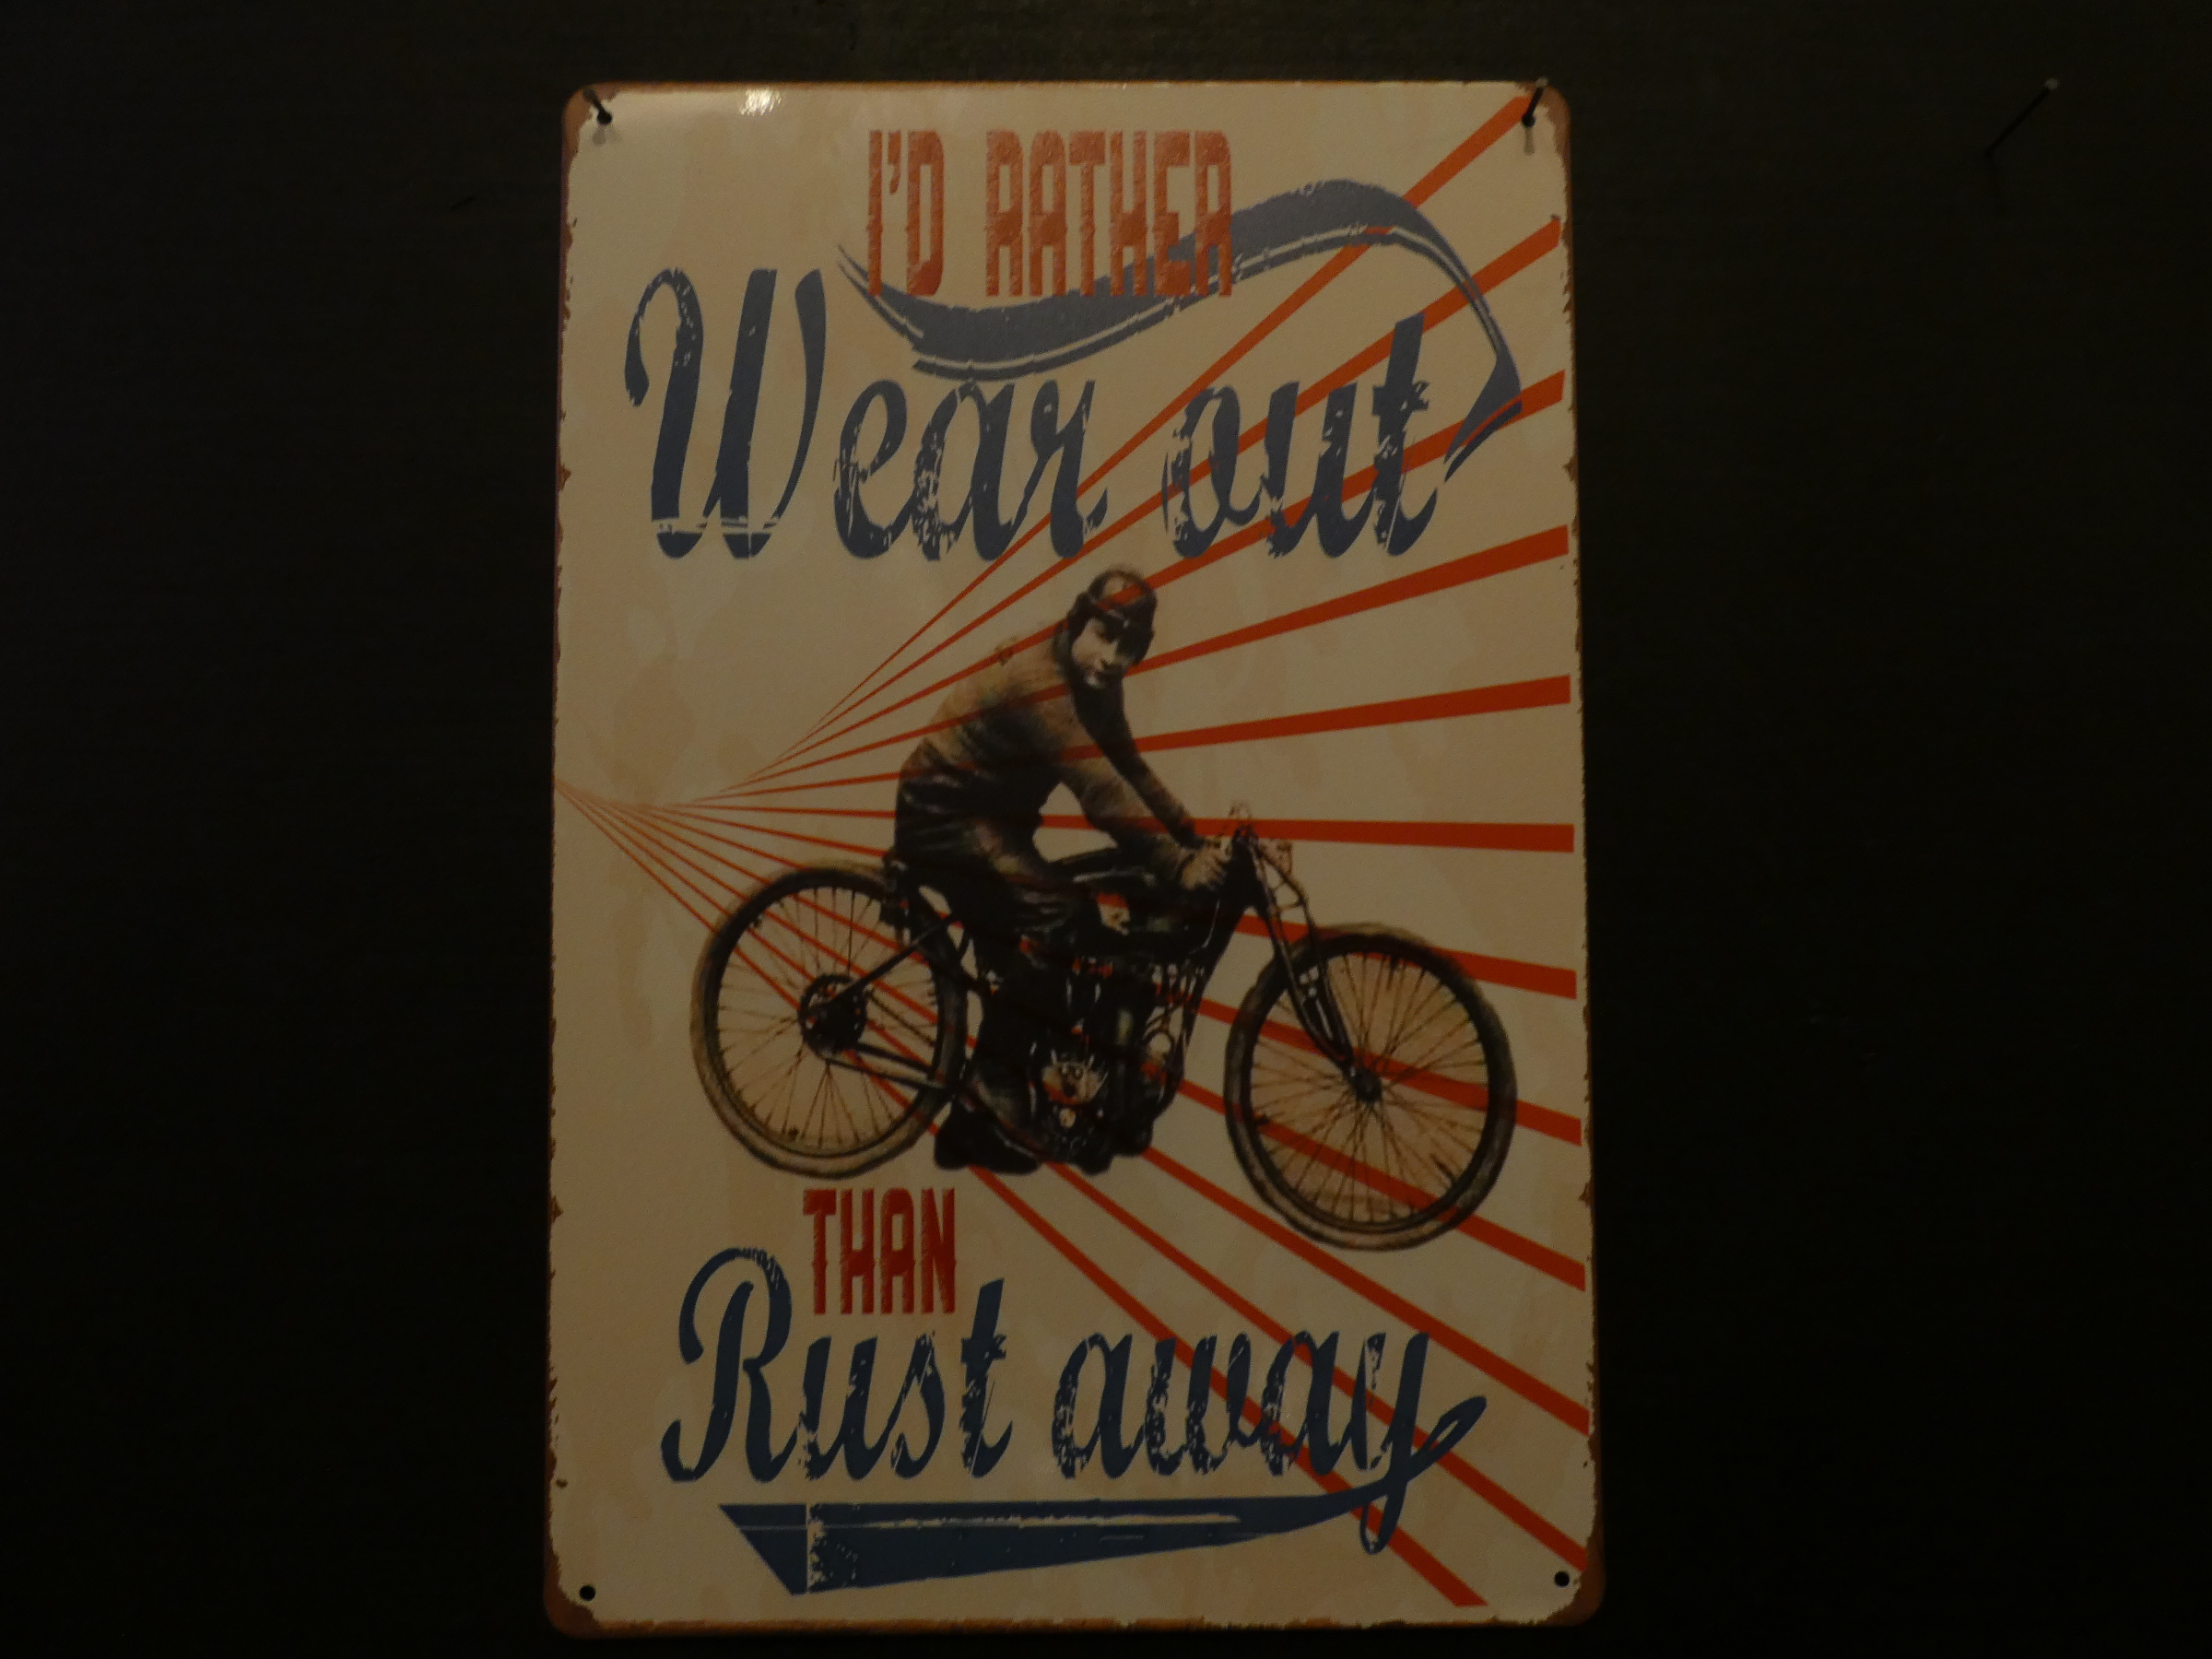 I'D RATHER
Wear out
THAN
Rust away